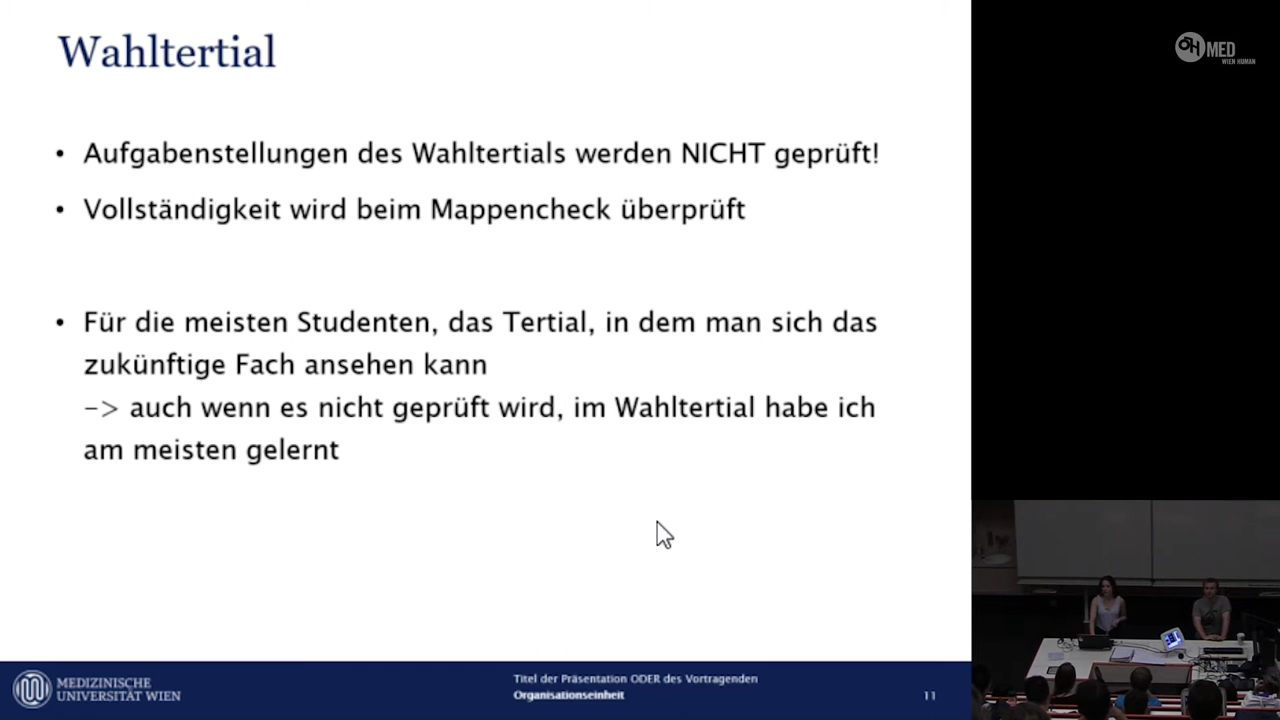 Wahltertial
• Aufgabenstellungen des Wahltertials werden NICHT geprüft!
• Vollständigkeit wird beim Mappencheck überprüft
• Für die meisten Studenten, das Tertial, in dem man sich das
zukünftige Fach ansehen kann
–> auch wenn es nicht geprüft wird, im Wahltertial habe ich
am meisten gelernt
MEDIZINISCHE
UNIVERSITÄT WIEN
Titel der Präsentation ODER des Vortragenden
Organisationseinheit
11
ÖH MED
WIEN HUMAN